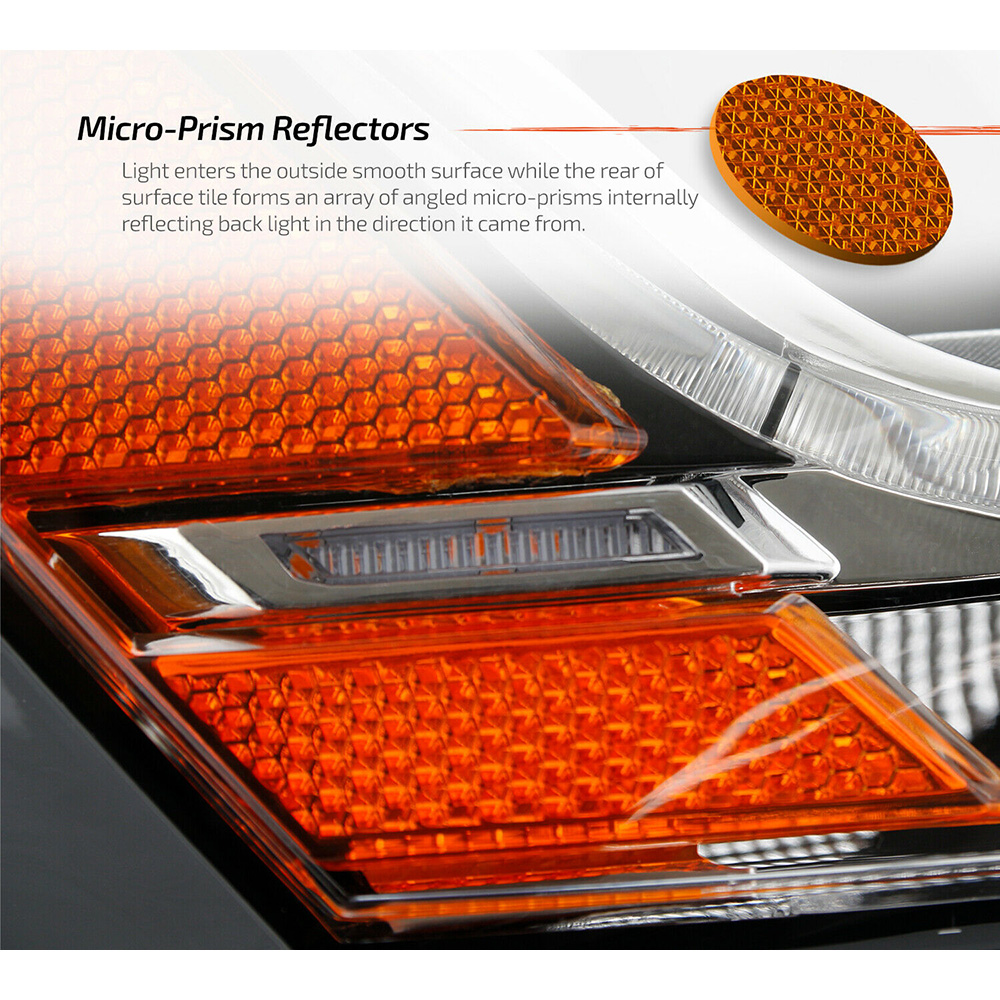 Micro-Prism Reflectors
Light enters the outside smooth surface while the rear of
surface tile forms an array of angled micro-prisms internally
reflecting back light in the direction it came from.